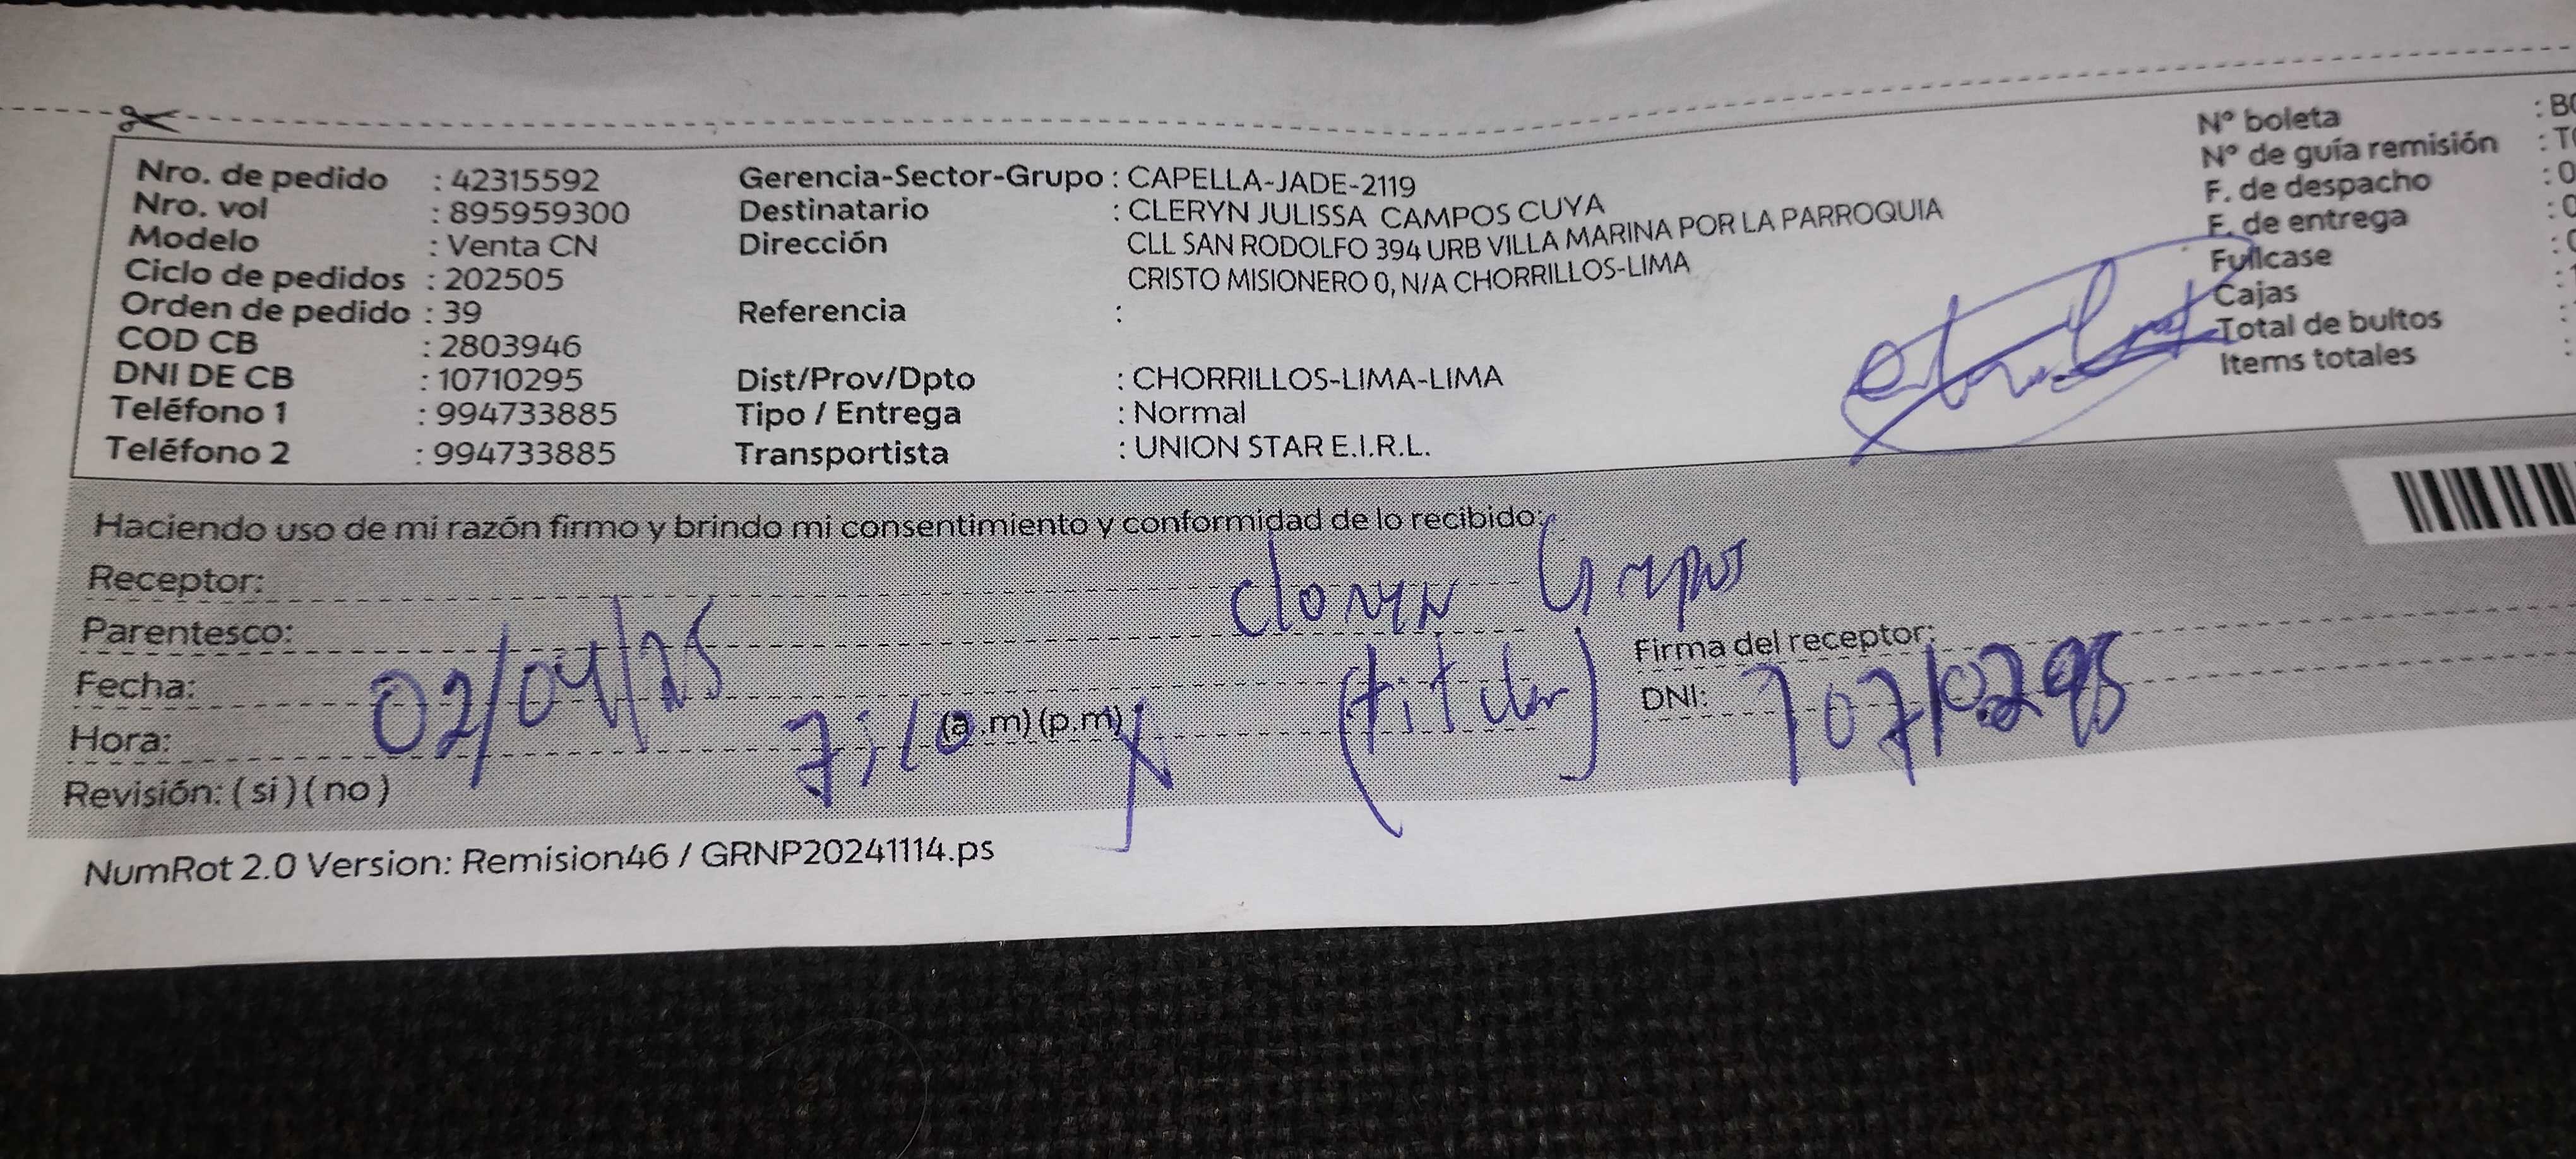 Nro. de pedido : 42315592
Nro. vol : 895959300
Modelo : Venta CN
Ciclo de pedidos : 202505
Orden de pedido : 39
COD CB : 2803946
DNI DE CB : 10710295
Teléfono 1 : 994733885
Teléfono 2 : 994733885
Gerencia-Sector-Grupo : CAPELLA-JADE-2119
Destinatario : CLERYN JULISSA CAMPOS CUYA
Dirección CLL SAN RODOLFO 394 URB VILLA MARINA POR LA PARROQUIA
CRISTO MISIONERO 0, N/A CHORRILLOS-LIMA
Referencia :
Dist/Prov/Dpto : CHORRILLOS-LIMA-LIMA
Tipo / Entrega : Normal
Transportista : UNION STAR E.I.R.L.
N° boleta
N° de guía remisión
F. de despacho
F. de entrega
Fullcase
Cajas
Total de bultos
Items totales
Haciendo uso de mi razón firmo y brindo mi consentimiento y conformidad de lo recibido:
Receptor:
Parentesco: (titular)
Fecha: 02/04/25
Hora: (a.m) (p.m)
Revisión: ( si ) ( no )
Firma del receptor:
DNI: 10710295
NumRot 2.0 Version: Remision46 / GRNP20241114.ps